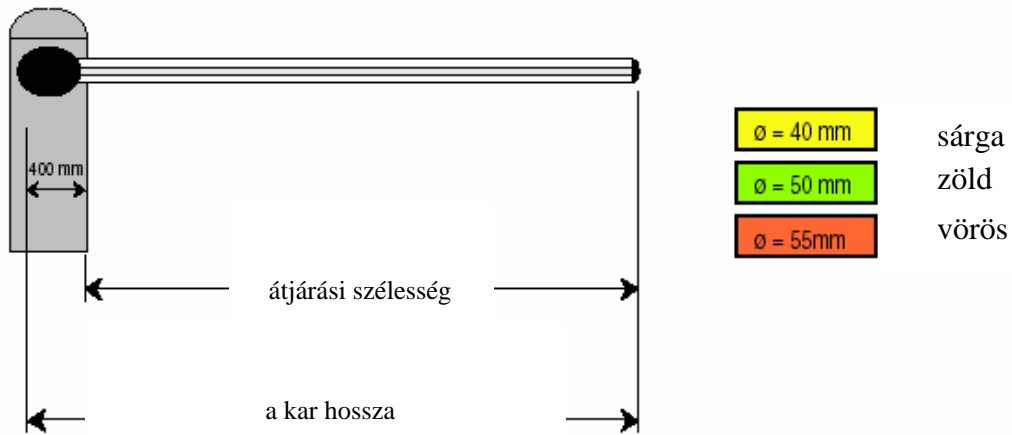 ø = 40 mm sárga
400 mm
ø = 50 mm zöld
ø = 55mm vörös
átjárási szélesség
a kar hossza